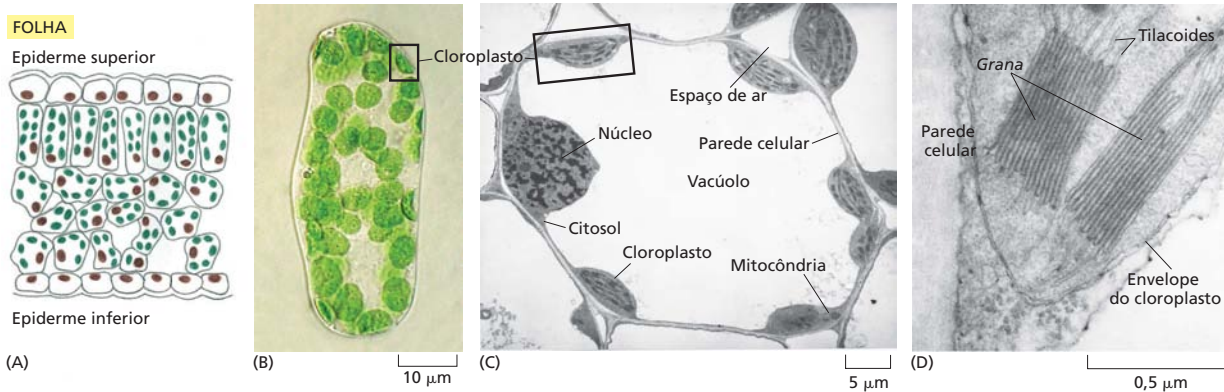 FOLHA
Epiderme superior
Epiderme inferior
(A)
Cloroplasto
(B)
10 μm
Espaço de ar
Núcleo
Parede celular
Vacúolo
Citosol
Cloroplasto
Mitocôndria
(C)
5 μm
Tilacoides
Grana
Parede
celular
Envelope
do cloroplasto
(D)
0,5 μm